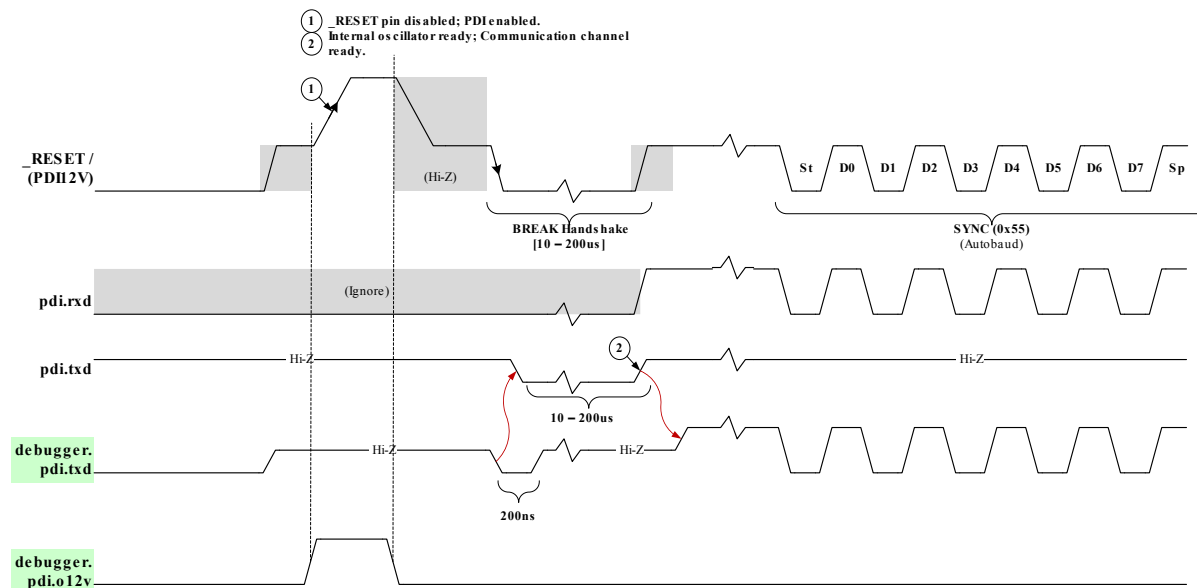 1 _RESET pin disabled; PDI enabled.
2 Internal oscillator ready; Communication channel
ready.
1
_RESET /
(PDI12V)
(Hi-Z)
St D0 D1 D2 D3 D4 D5 D6 D7 Sp
BREAK Handshake
[10 – 200us]
SYNC (0x55)
(Autobaud)
pdi.rxd
(Ignore)
pdi.txd
Hi-Z
2
Hi-Z
10 – 200us
debugger.
pdi.txd
Hi-Z
Hi-Z
200ns
debugger.
pdi.o12v